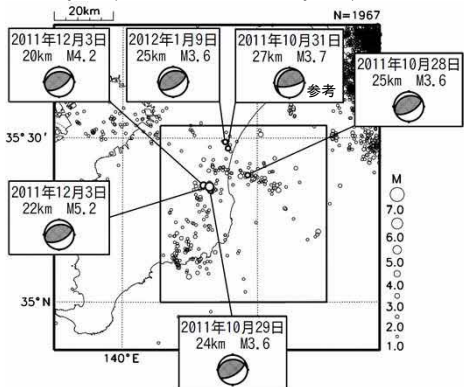 20km
N=1967
2011年12月3日
20km M4.2
2012年1月9日
25km M3.6
2011年10月31日
27km M3.7
参考
2011年10月28日
25km M3.6
35°30'
2011年12月3日
22km M5.2
M
7.0
6.0
5.0
4.0
3.0
2.0
1.0
35°N
2011年10月29日
24km M3.6
140°E